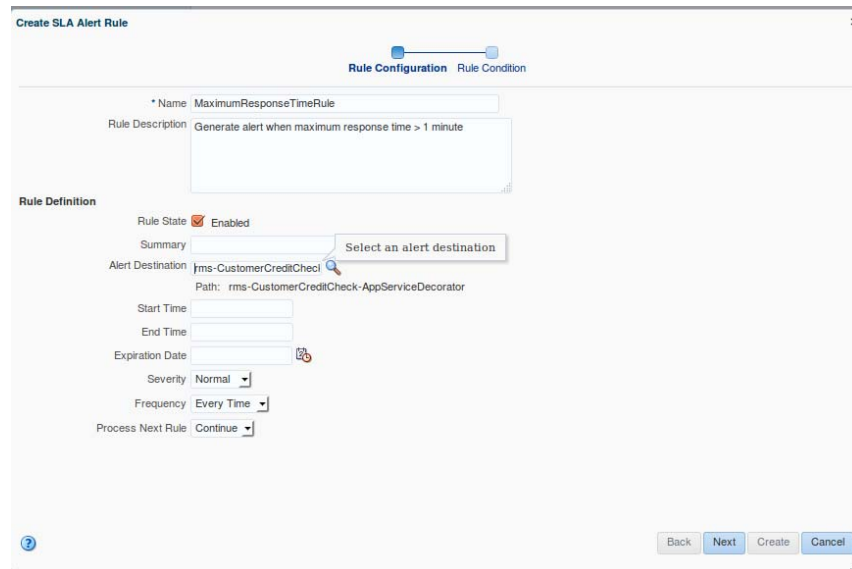 Create SLA Alert Rule
Rule Configuration Rule Condition
* Name MaximumResponseTimeRule
Rule Description Generate alert when maximum response time > 1 minute
Rule Definition
Rule State Enabled
Summary
Select an alert destination
Alert Destination rms-CustomerCreditCheck
Path: rms-CustomerCreditCheck-AppServiceDecorator
Start Time
End Time
Expiration Date
Severity Normal
Frequency Every Time
Process Next Rule Continue
? Back Next Create Cancel